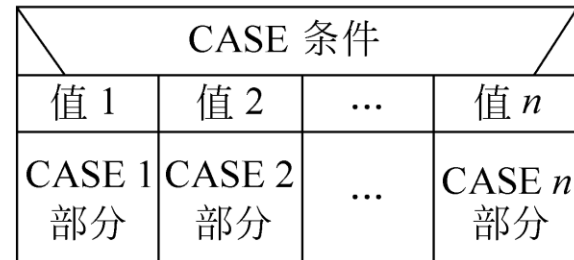 CASE 条件
值 1 值 2 ... 值 n
CASE 1 CASE 2 ... CASE n
部分 部分 部分